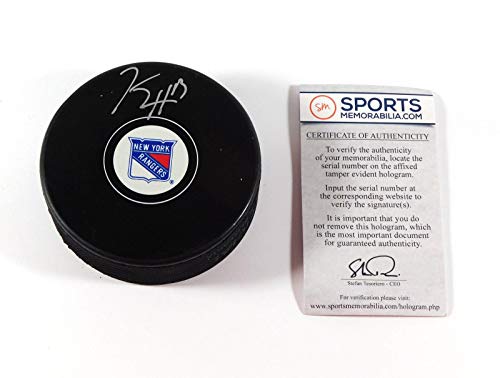 NEW YORK
RANGERS
®
SM
SPORTS
MEMORABILIA.COM
CERTIFICATE OF AUTHENTICITY
To verify the authenticity
of your memorabilia, locate the
serial number on the affixed
tamper evident hologram.
Input the serial number at
the corresponding website to
verify the signature(s).
It is important that you do
not remove this hologram, which
is the most important document
for guaranteed authenticity.
Stefan Tesoriero - CEO
For verification please visit:
www.sportsmemorabilia.com/hologram.php